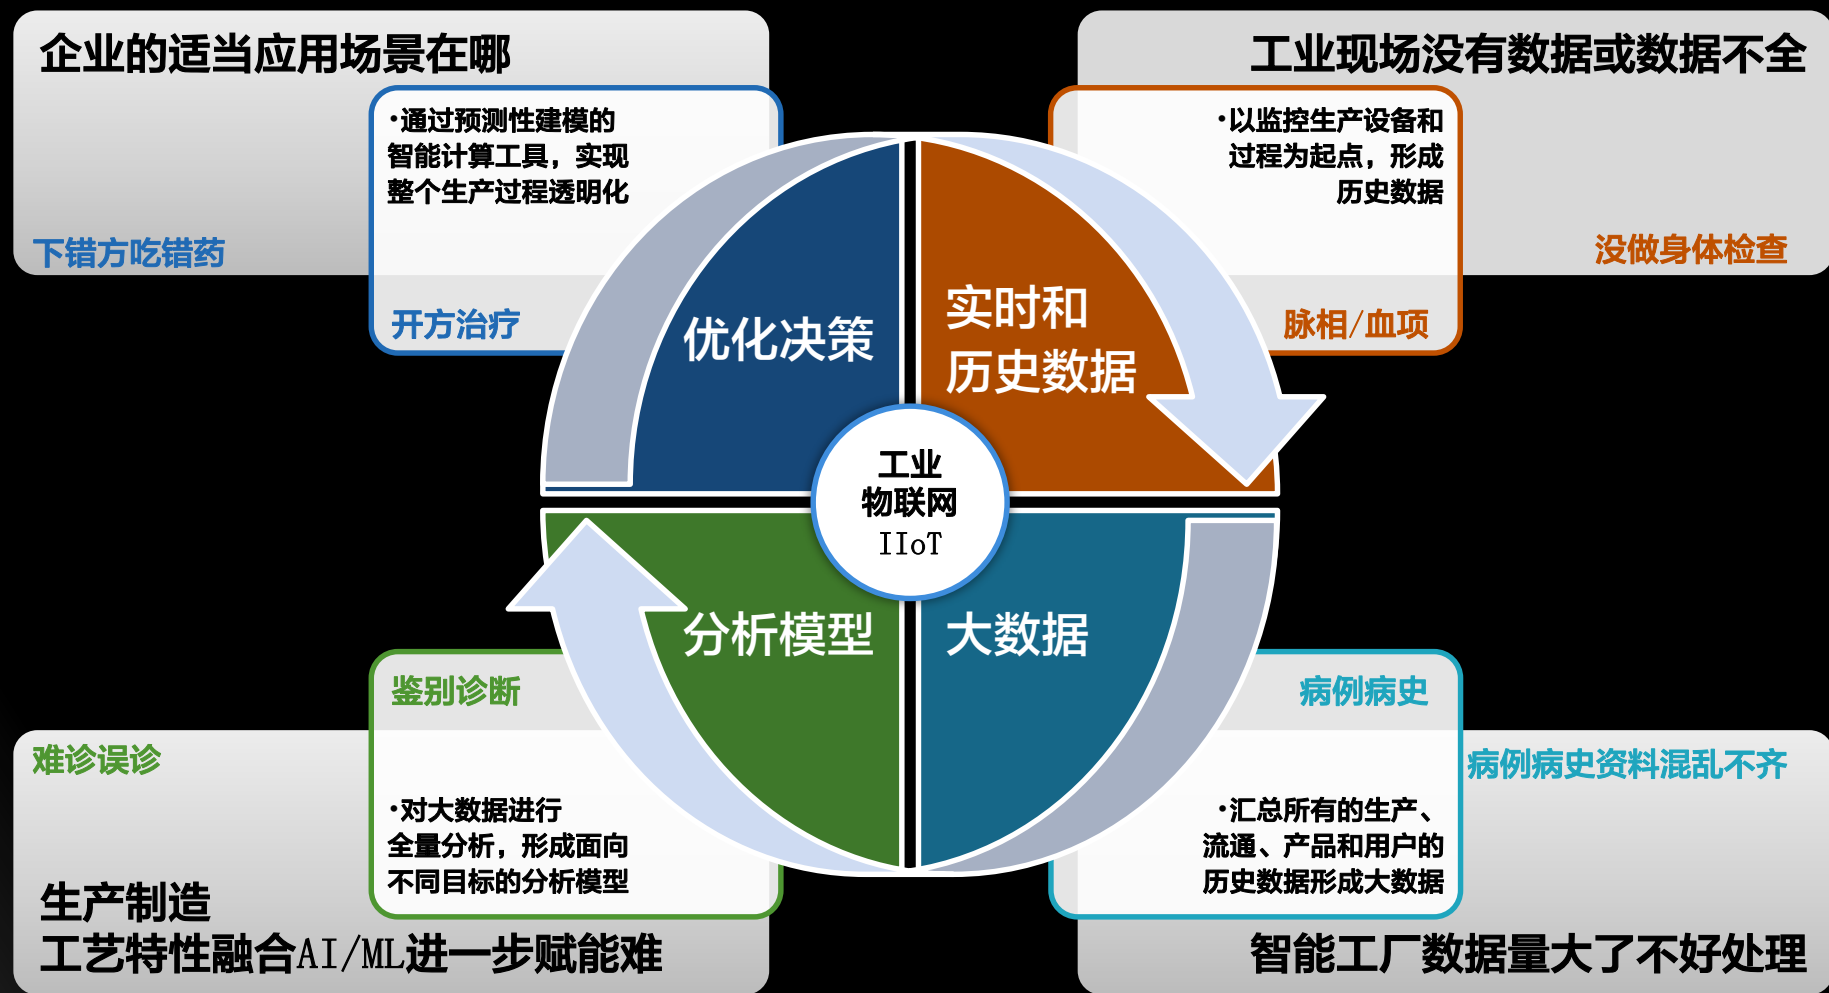 企业的适当应用场景在哪
·通过预测性建模的
智能计算工具，实现
整个生产过程透明化
下错方吃错药
开方治疗
工业现场没有数据或数据不全
·以监控生产设备和
过程为起点，形成
历史数据
没做身体检查
脉相/血项
优化决策
实时和
历史数据
工业
物联网
IIoT
分析模型
大数据
鉴别诊断
难诊误诊
·对大数据进行
全量分析，形成面向
不同目标的分析模型
生产制造
工艺特性融合AI/ML进一步赋能难
病例病史
病例病史资料混乱不齐
·汇总所有的生产、
流通、产品和用户的
历史数据形成大数据
智能工厂数据量大了不好处理